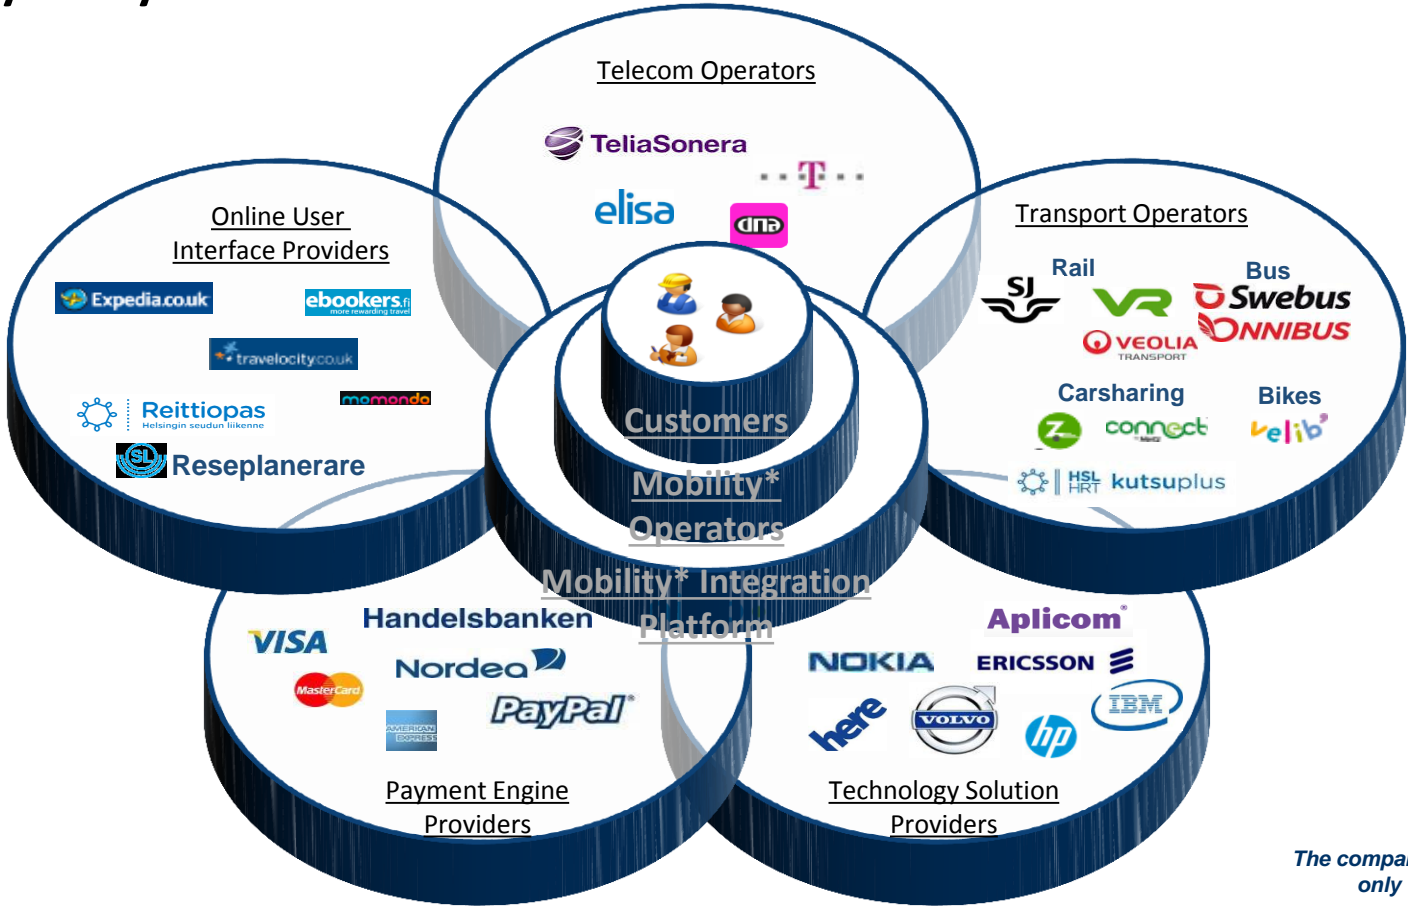 Telecom Operators
TeliaSonera
T
elisa
dna
Online User
Interface Providers
Expedia.co.uk
ebookers.fi
more rewarding travel
travelocity.co.uk
momondo
Reittiopas
Helsingin seudun liikenne
SL
Reseplanerare
Transport Operators
Rail
Bus
SJ
VR
Swebus
ONNIBUS
VEOLIA
TRANSPORT
Carsharing
Bikes
Z
connect
by Hertz
velib'
HSL
HRT
kutsuplus
Customers
Mobility*
Operators
Mobility* Integration
Platform
Handelsbanken
VISA
Nordea
MasterCard
PayPal
AMERICAN
EXPRESS
Payment Engine
Providers
Aplicom
NOKIA
ERICSSON
IBM
here
VOLVO
hp
Technology Solution
Providers
only